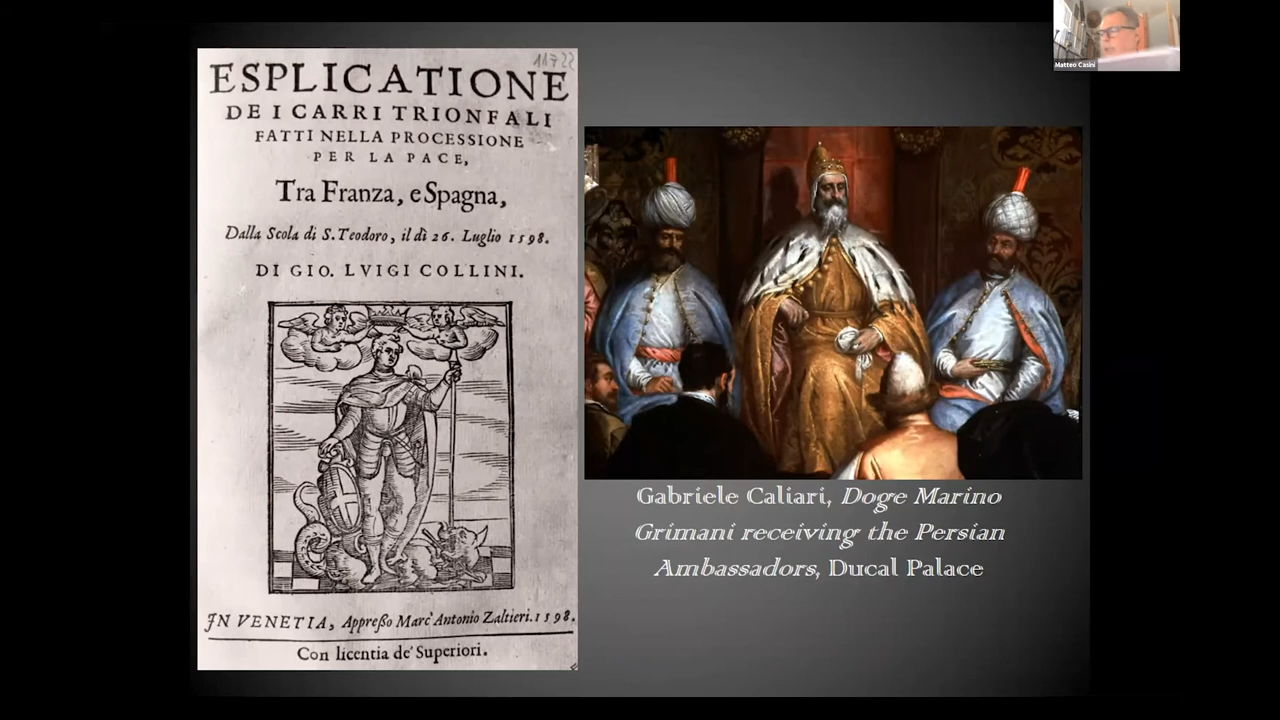 11722
ESPLICATIONE
DE I CARRI TRIONFALI
FATTI NELLA PROCESSIONE
PER LA PACE,
Tra Franza, e Spagna,
Dalla Scola di S. Teodoro, il dì 26. Luglio 1598.
DI GIO. LVIGI COLLINI.
IN VENETIA, Appreßo Marc' Antonio Zaltieri. 1598.
Con licentia de' Superiori.
Gabriele Caliari, Doge Marino
Grimani receiving the Persian
Ambassadors, Ducal Palace
Matteo Casini